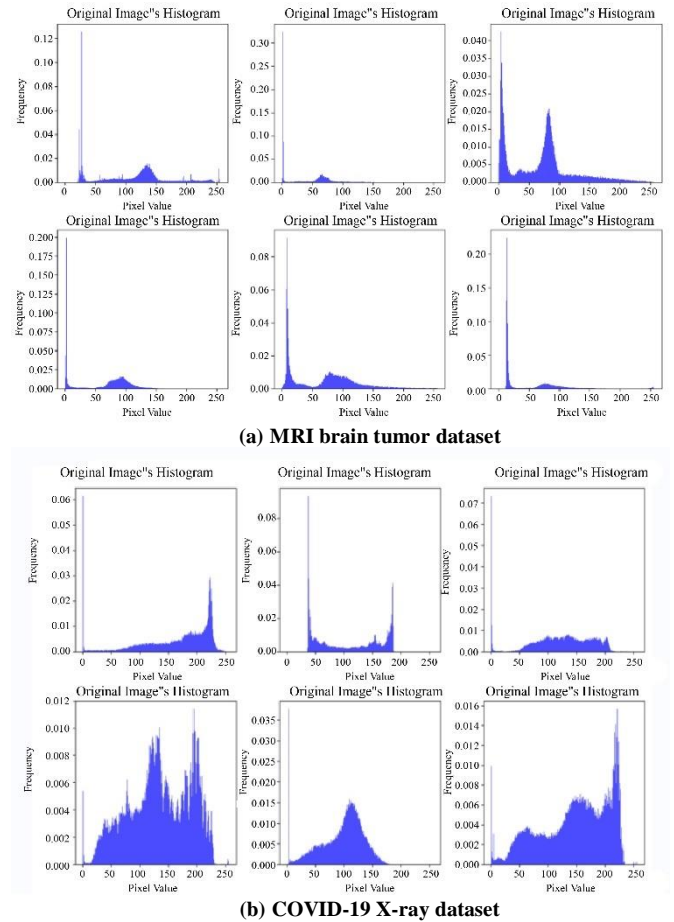 Original Image"s Histogram Original Image"s Histogram Original Image"s Histogram
Frequency
0.12
0.10
0.08
0.06
0.04
0.02
0.00
0 50 100 150 200 250
Pixel Value
Frequency
0.30
0.25
0.20
0.15
0.10
0.05
0.00
0 50 100 150 200 250
Pixel Value
Frequency
0.040
0.035
0.030
0.025
0.020
0.015
0.010
0.005
0.000
0 50 100 150 200 250
Pixel Value
Original Image"s Histogram Original Image"s Histogram Original Image"s Histogram
Frequency
0.200
0.175
0.150
0.125
0.100
0.075
0.050
0.025
0.000
0 50 100 150 200 250
Pixel Value
Frequency
0.08
0.06
0.04
0.02
0.00
0 50 100 150 200 250
Pixel Value
Frequency
0.20
0.15
0.10
0.05
0.00
0 50 100 150 200 250
Pixel Value
(a) MRI brain tumor dataset
Original Image"s Histogram Original Image"s Histogram Original Image"s Histogram
Frequency
0.06
0.05
0.04
0.03
0.02
0.01
0.00
0 50 100 150 200 250
Pixel Value
Frequency
0.08
0.06
0.04
0.02
0.00
0 50 100 150 200 250
Pixel Value
Frequency
0.07
0.06
0.05
0.04
0.03
0.02
0.01
0.00
0 50 100 150 200 250
Pixel Value
Original Image"s Histogram Original Image"s Histogram Original Image"s Histogram
Frequency
0.012
0.010
0.008
0.006
0.004
0.002
0.000
0 50 100 150 200 250
Pixel Value
Frequency
0.035
0.030
0.025
0.020
0.015
0.010
0.005
0.000
0 50 100 150 200 250
Pixel Value
Frequency
0.016
0.014
0.012
0.010
0.008
0.006
0.004
0.002
0.000
0 50 100 150 200 250
Pixel Value
(b) COVID-19 X-ray dataset